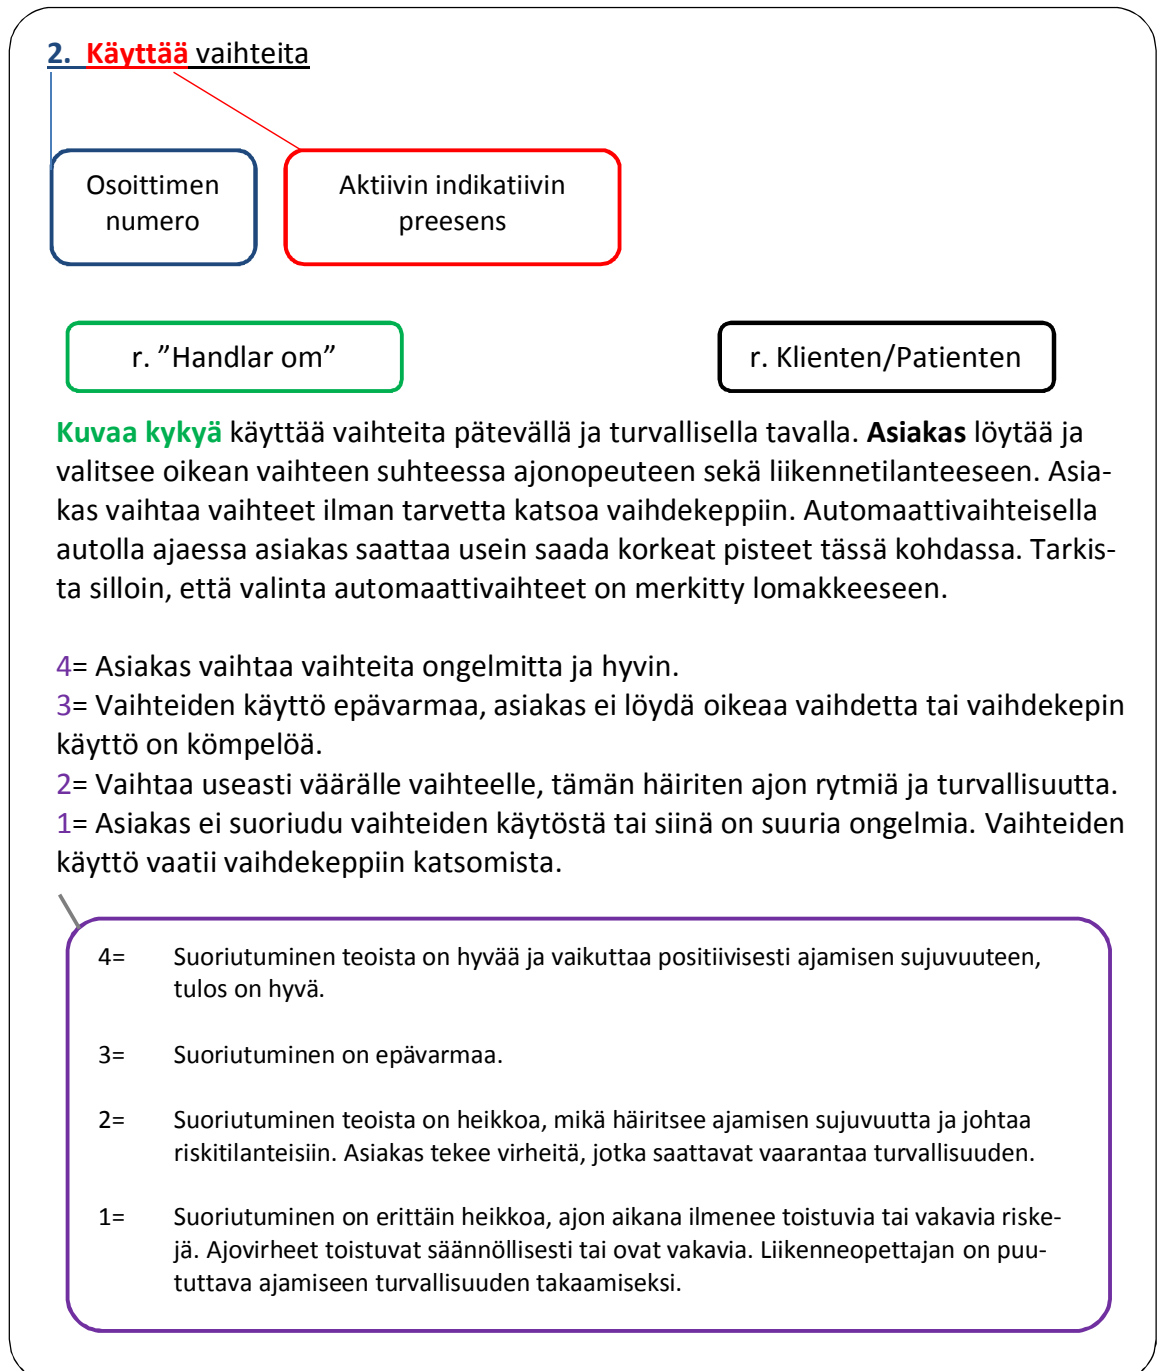 2. Käyttää vaihteita
Osoittimen
numero
Aktiivin indikatiivin
preesens
r. ”Handlar om”
r. Klienten/Patienten
Kuvaa kykyä käyttää vaihteita pätevällä ja turvallisella tavalla. Asiakas löytää ja
valitsee oikean vaihteen suhteessa ajonopeuteen sekä liikennetilanteeseen. Asia-
kas vaihtaa vaihteet ilman tarvetta katsoa vaihdekeppiin. Automaattivaihteisella
autolla ajaessa asiakas saattaa usein saada korkeat pisteet tässä kohdassa. Tarkis-
ta silloin, että valinta automaattivaihteet on merkitty lomakkeeseen.
4= Asiakas vaihtaa vaihteita ongelmitta ja hyvin.
3= Vaihteiden käyttö epävarmaa, asiakas ei löydä oikeaa vaihdetta tai vaihdekepin
käyttö on kömpelöä.
2= Vaihtaa useasti väärälle vaihteelle, tämän häiriten ajon rytmiä ja turvallisuutta.
1= Asiakas ei suoriudu vaihteiden käytöstä tai siinä on suuria ongelmia. Vaihteiden
käyttö vaatii vaihdekeppiin katsomista.
4= Suoriutuminen teoista on hyvää ja vaikuttaa positiivisesti ajamisen sujuvuuteen,
tulos on hyvä.
3= Suoriutuminen on epävarmaa.
2= Suoriutuminen teoista on heikkoa, mikä häiritsee ajamisen sujuvuutta ja johtaa
riskitilanteisiin. Asiakas tekee virheitä, jotka saattavat vaarantaa turvallisuuden.
1= Suoriutuminen on erittäin heikkoa, ajon aikana ilmenee toistuvia tai vakavia riske-
jä. Ajovirheet toistuvat säännöllisesti tai ovat vakavia. Liikenneopettajan on puu-
tuttava ajamiseen turvallisuuden takaamiseksi.